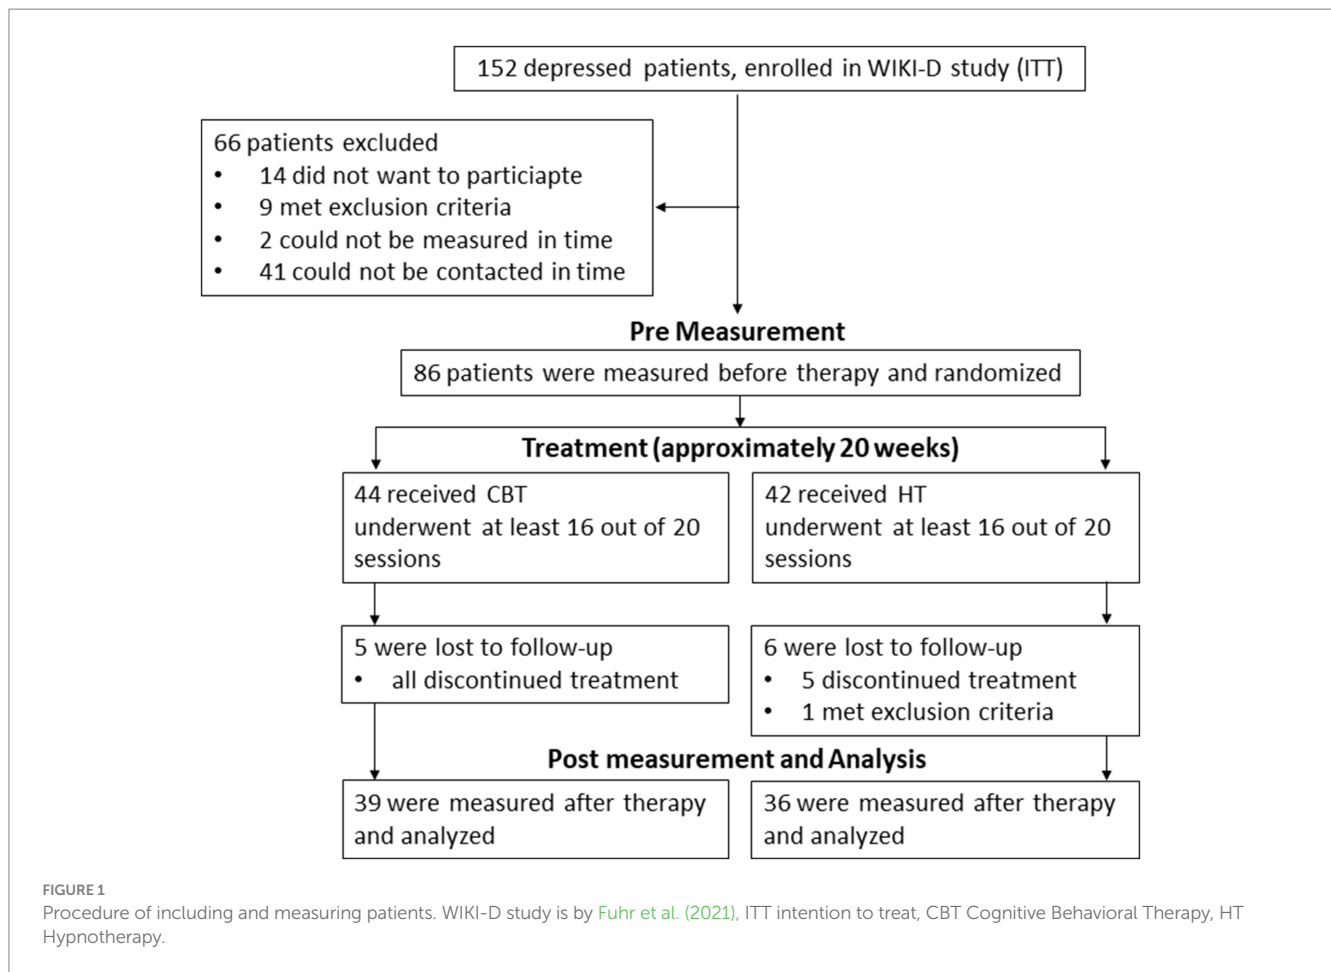 152 depressed patients, enrolled in WIKI-D study (ITT)
66 patients excluded
• 14 did not want to particiapte
• 9 met exclusion criteria
• 2 could not be measured in time
• 41 could not be contacted in time
Pre Measurement
86 patients were measured before therapy and randomized
Treatment (approximately 20 weeks)
44 received CBT
underwent at least 16 out of 20
sessions
42 received HT
underwent at least 16 out of 20
sessions
5 were lost to follow-up
• all discontinued treatment
6 were lost to follow-up
• 5 discontinued treatment
• 1 met exclusion criteria
Post measurement and Analysis
39 were measured after therapy
and analyzed
36 were measured after therapy
and analyzed
FIGURE 1
Procedure of including and measuring patients. WIKI-D study is by Fuhr et al. (2021), ITT intention to treat, CBT Cognitive Behavioral Therapy, HT
Hypnotherapy.